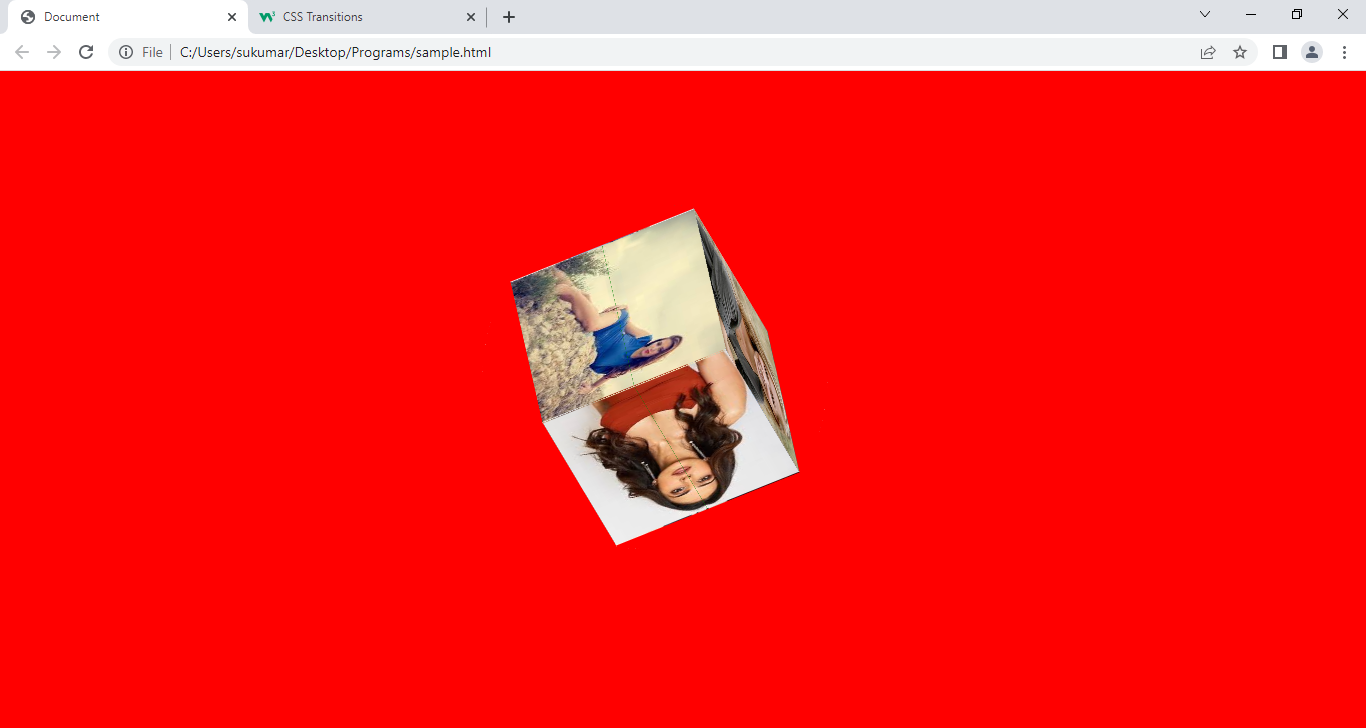 Document
CSS Transitions
File
C:/Users/sukumar/Desktop/Programs/sample.html